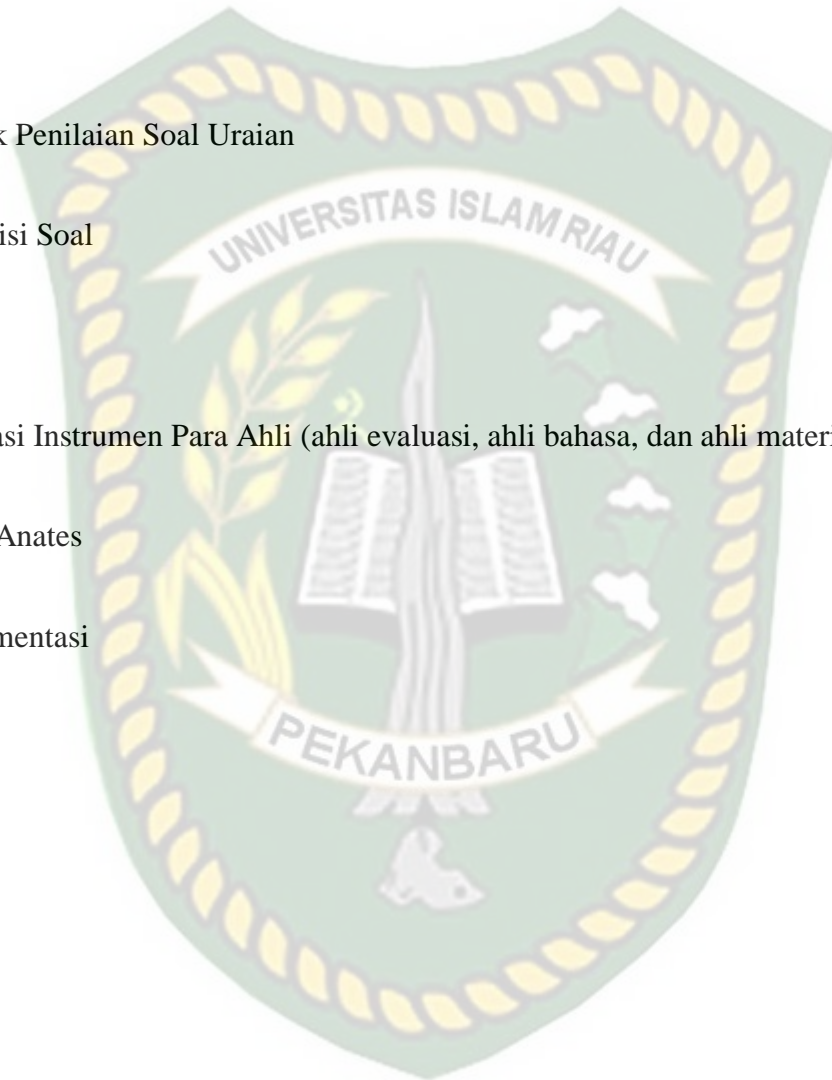 k Penilaian Soal Uraian
UNIVERSITAS ISLAM RIAU
isi Soal
asi Instrumen Para Ahli (ahli evaluasi, ahli bahasa, dan ahli materi
Anates
mentasi
PEKANBARU